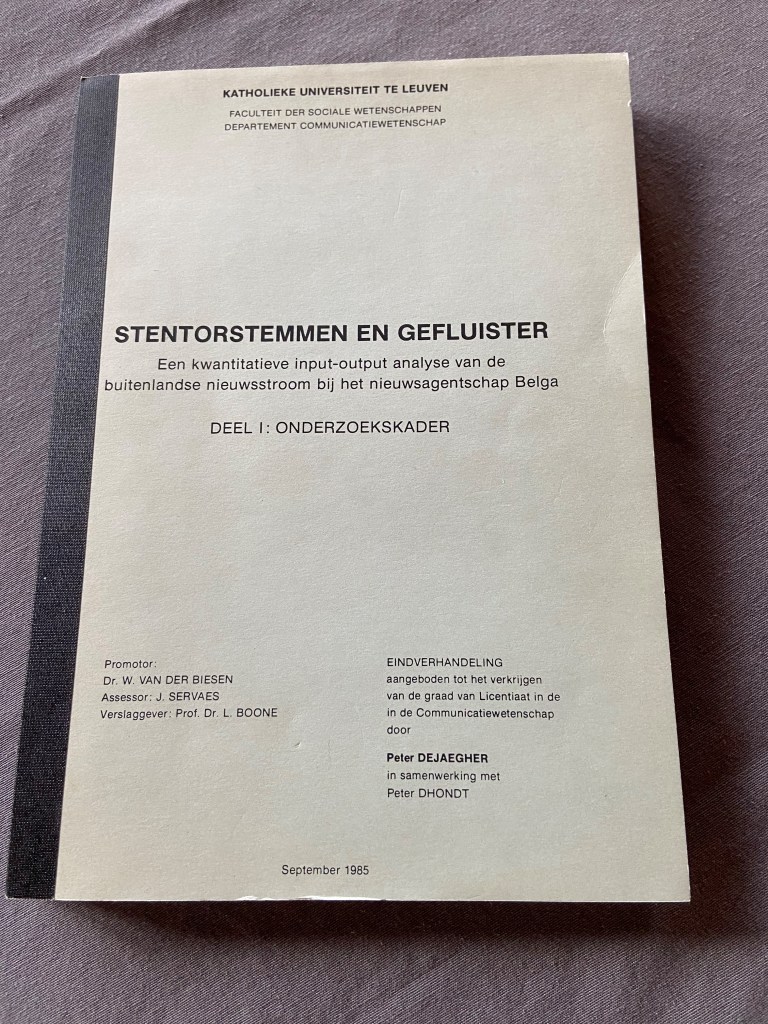 KATHOLIEKE UNIVERSITEIT TE LEUVEN
FACULTEIT DER SOCIALE WETENSCHAPPEN
DEPARTEMENT COMMUNICATIEWETENSCHAP
STENTORSTEMMEN EN GEFLUISTER
Een kwantitatieve input-output analyse van de
buitenlandse nieuwsstroom bij het nieuwsagentschap Belga
DEEL I: ONDERZOEKSKADER
Promotor:
Dr. W. VAN DER BIESEN
Assessor: J. SERVAES
Verslaggever: Prof. Dr. L. BOONE
EINDVERHANDELING
aangeboden tot het verkrijgen
van de graad van Licentiaat in de
in de Communicatiewetenschap
door
Peter DEJAEGHER
in samenwerking met
Peter DHONDT
September 1985